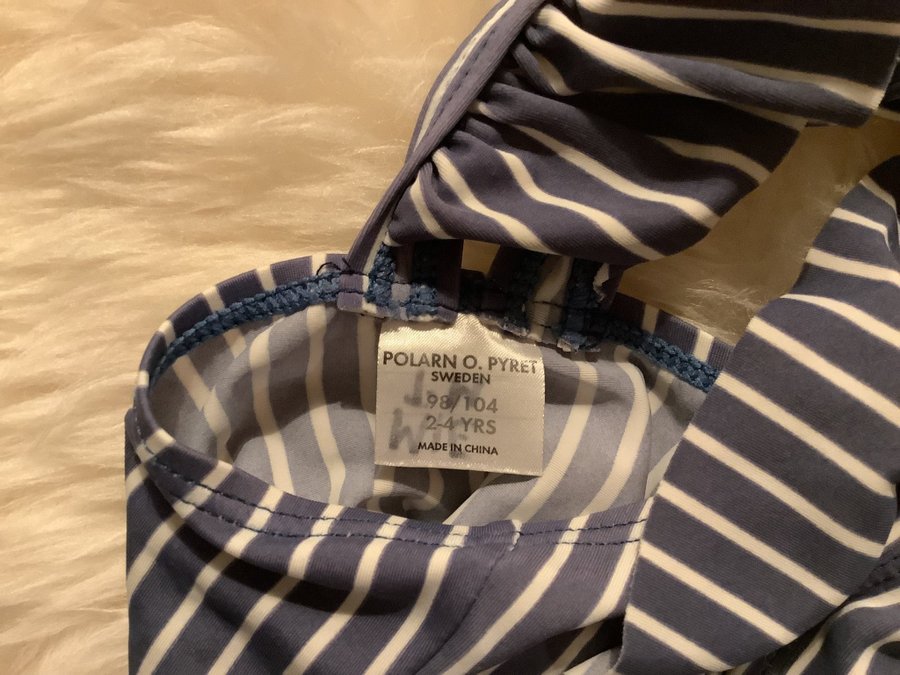 POLARN O. PYRET
SWEDEN
98/104
2-4 YRS
MADE IN CHINA